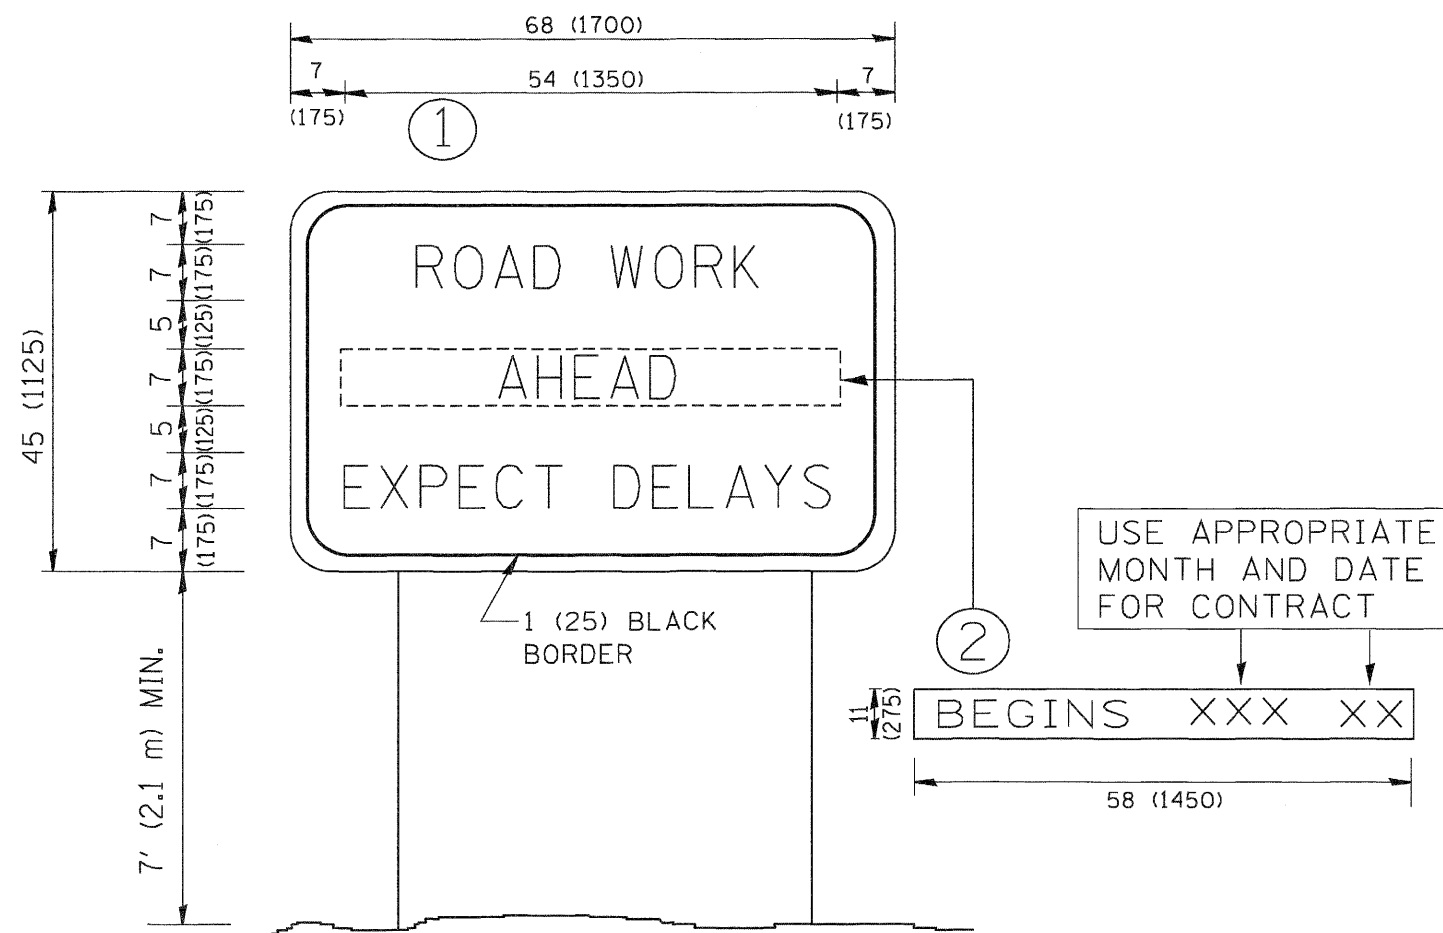 68 (1700)
7
54 (1350)
7
(175)
(175)
1
ROAD WORK
AHEAD
EXPECT DELAYS
45 (1125)
7 (175)
7 (175)
5 (125)
7 (175)
5 (125)
7 (175)
7 (175)
7' (2.1 m) MIN.
1 (25) BLACK
BORDER
2
USE APPROPRIATE
MONTH AND DATE
FOR CONTRACT
11
(275)
BEGINS XXX XX
58 (1450)